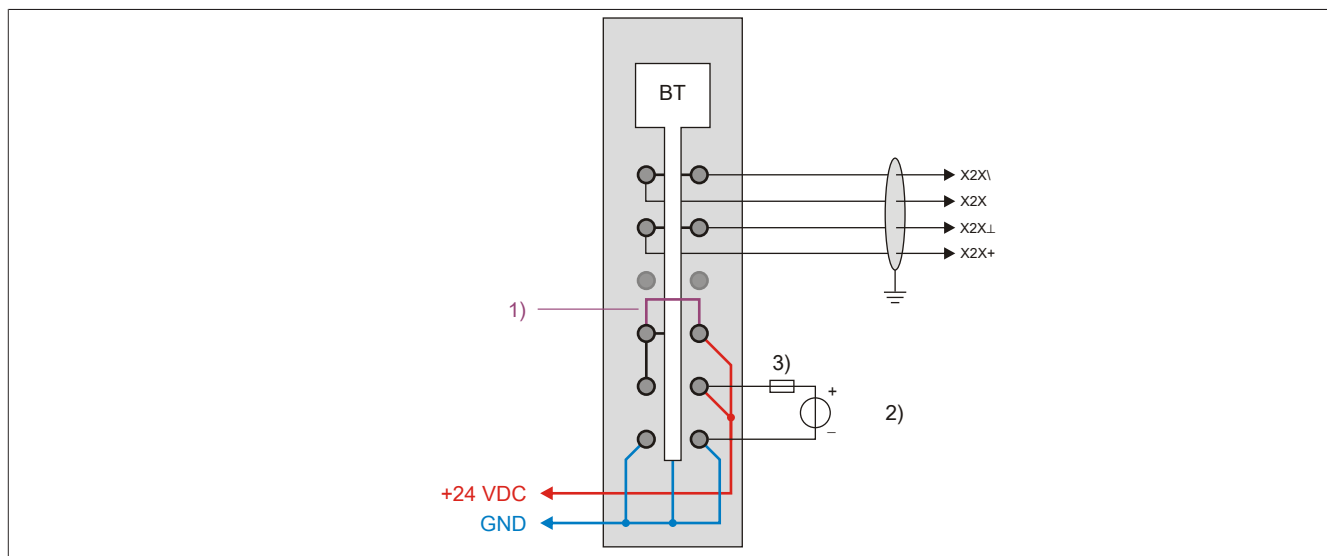 BT
X2X\
X2X
X2X⊥
X2X+
1)
3)
+
2)
–
+24 VDC
GND